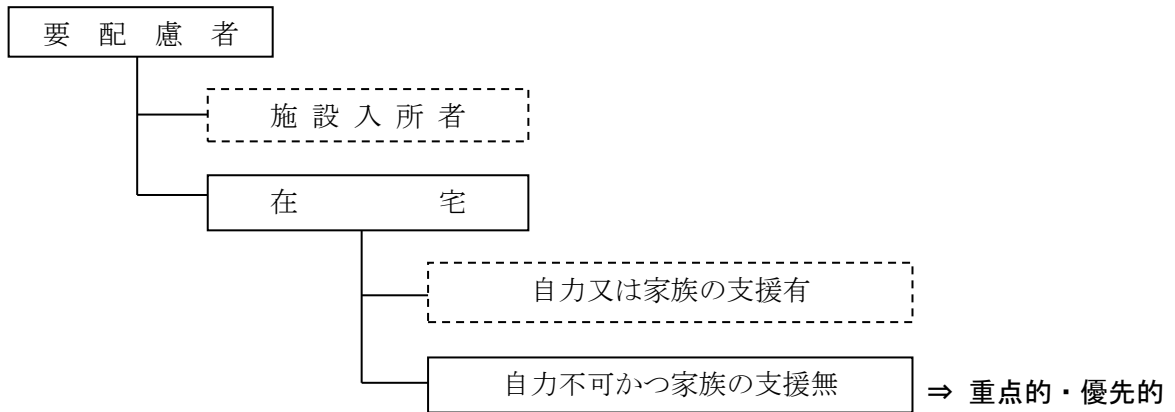 要 配 慮 者
施 設 入 所 者
在 宅
自力又は家族の支援有
自力不可かつ家族の支援無 ⇒ 重点的・優先的